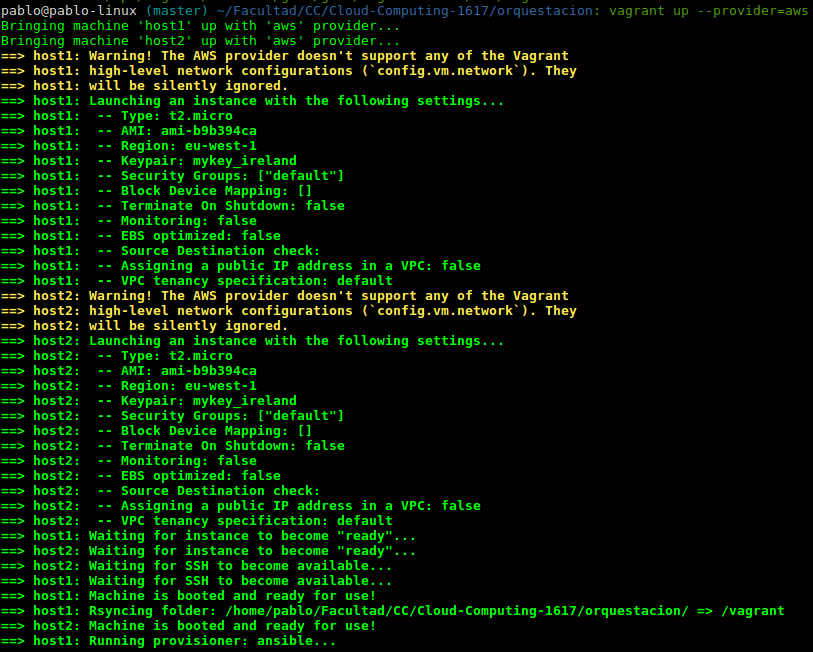 pablo@pablo-linux (master) ~/Facultad/CC/Cloud-Computing-1617/orquestacion: vagrant up --provider=aws
Bringing machine 'host1' up with 'aws' provider...
Bringing machine 'host2' up with 'aws' provider...
==> host1: Warning! The AWS provider doesn't support any of the Vagrant
==> host1: high-level network configurations (`config.vm.network`). They
==> host1: will be silently ignored.
==> host1: Launching an instance with the following settings...
==> host1:  -- Type: t2.micro
==> host1:  -- AMI: ami-b9b394ca
==> host1:  -- Region: eu-west-1
==> host1:  -- Keypair: mykey_ireland
==> host1:  -- Security Groups: ["default"]
==> host1:  -- Block Device Mapping: []
==> host1:  -- Terminate On Shutdown: false
==> host1:  -- Monitoring: false
==> host1:  -- EBS optimized: false
==> host1:  -- Source Destination check:
==> host1:  -- Assigning a public IP address in a VPC: false
==> host1:  -- VPC tenancy specification: default
==> host2: Warning! The AWS provider doesn't support any of the Vagrant
==> host2: high-level network configurations (`config.vm.network`). They
==> host2: will be silently ignored.
==> host2: Launching an instance with the following settings...
==> host2:  -- Type: t2.micro
==> host2:  -- AMI: ami-b9b394ca
==> host2:  -- Region: eu-west-1
==> host2:  -- Keypair: mykey_ireland
==> host2:  -- Security Groups: ["default"]
==> host2:  -- Block Device Mapping: []
==> host2:  -- Terminate On Shutdown: false
==> host2:  -- Monitoring: false
==> host2:  -- EBS optimized: false
==> host2:  -- Source Destination check:
==> host2:  -- Assigning a public IP address in a VPC: false
==> host2:  -- VPC tenancy specification: default
==> host1: Waiting for instance to become "ready"...
==> host2: Waiting for instance to become "ready"...
==> host2: Waiting for SSH to become available...
==> host1: Waiting for SSH to become available...
==> host1: Machine is booted and ready for use!
==> host1: Rsyncing folder: /home/pablo/Facultad/CC/Cloud-Computing-1617/orquestacion/ => /vagrant
==> host2: Machine is booted and ready for use!
==> host1: Running provisioner: ansible...